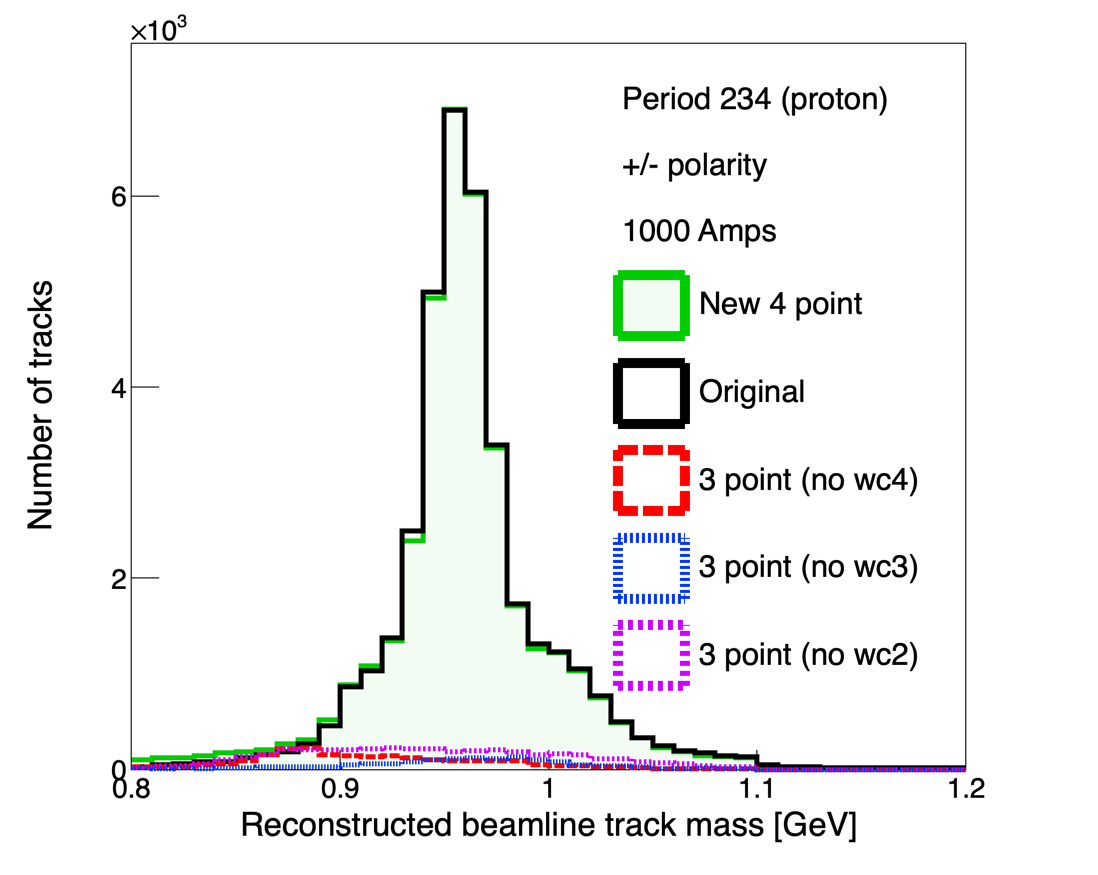 ×10³
Period 234 (proton)
+/- polarity
1000 Amps
New 4 point
Original
3 point (no wc4)
3 point (no wc3)
3 point (no wc2)
Number of tracks
6
4
2
0
0.8 0.9 1 1.1 1.2
Reconstructed beamline track mass [GeV]